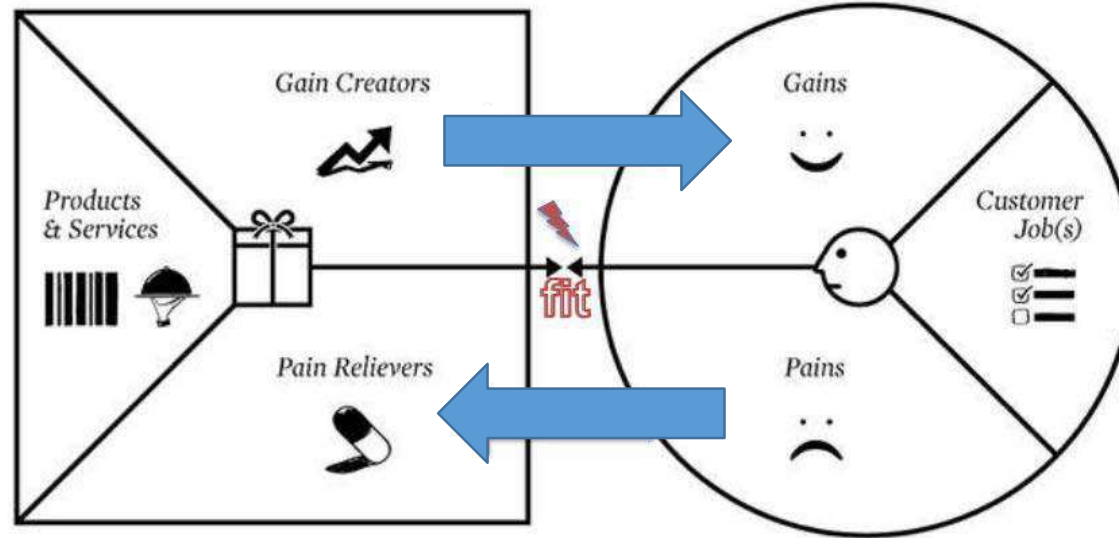 Gain Creators
Gains
Products
& Services
Customer
Job(s)
fit
Pain Relievers
Pains